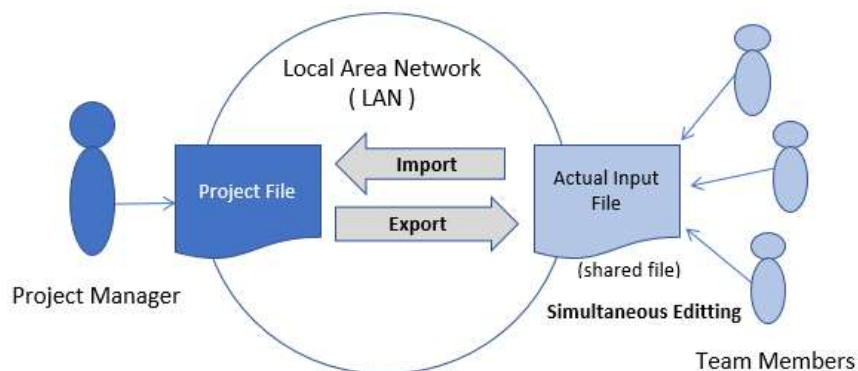 Local Area Network
( LAN )
Import
Export
Project File
Project Manager
Actual Input
File
(shared file)
Simultaneous Editting
Team Members